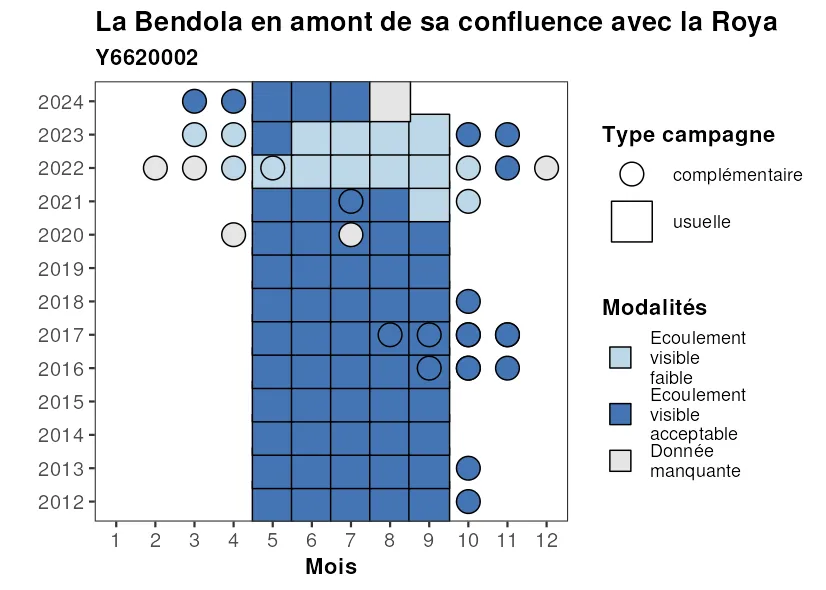 La Bendola en amont de sa confluence avec la Roya
Y6620002
2024
2023
2022
2021
2020
2019
2018
2017
2016
2015
2014
2013
2012
1 2 3 4 5 6 7 8 9 10 11 12
Mois
Type campagne
complémentaire
usuelle
Modalités
Ecoulement
visible
faible
Ecoulement
visible
acceptable
Donnée
manquante